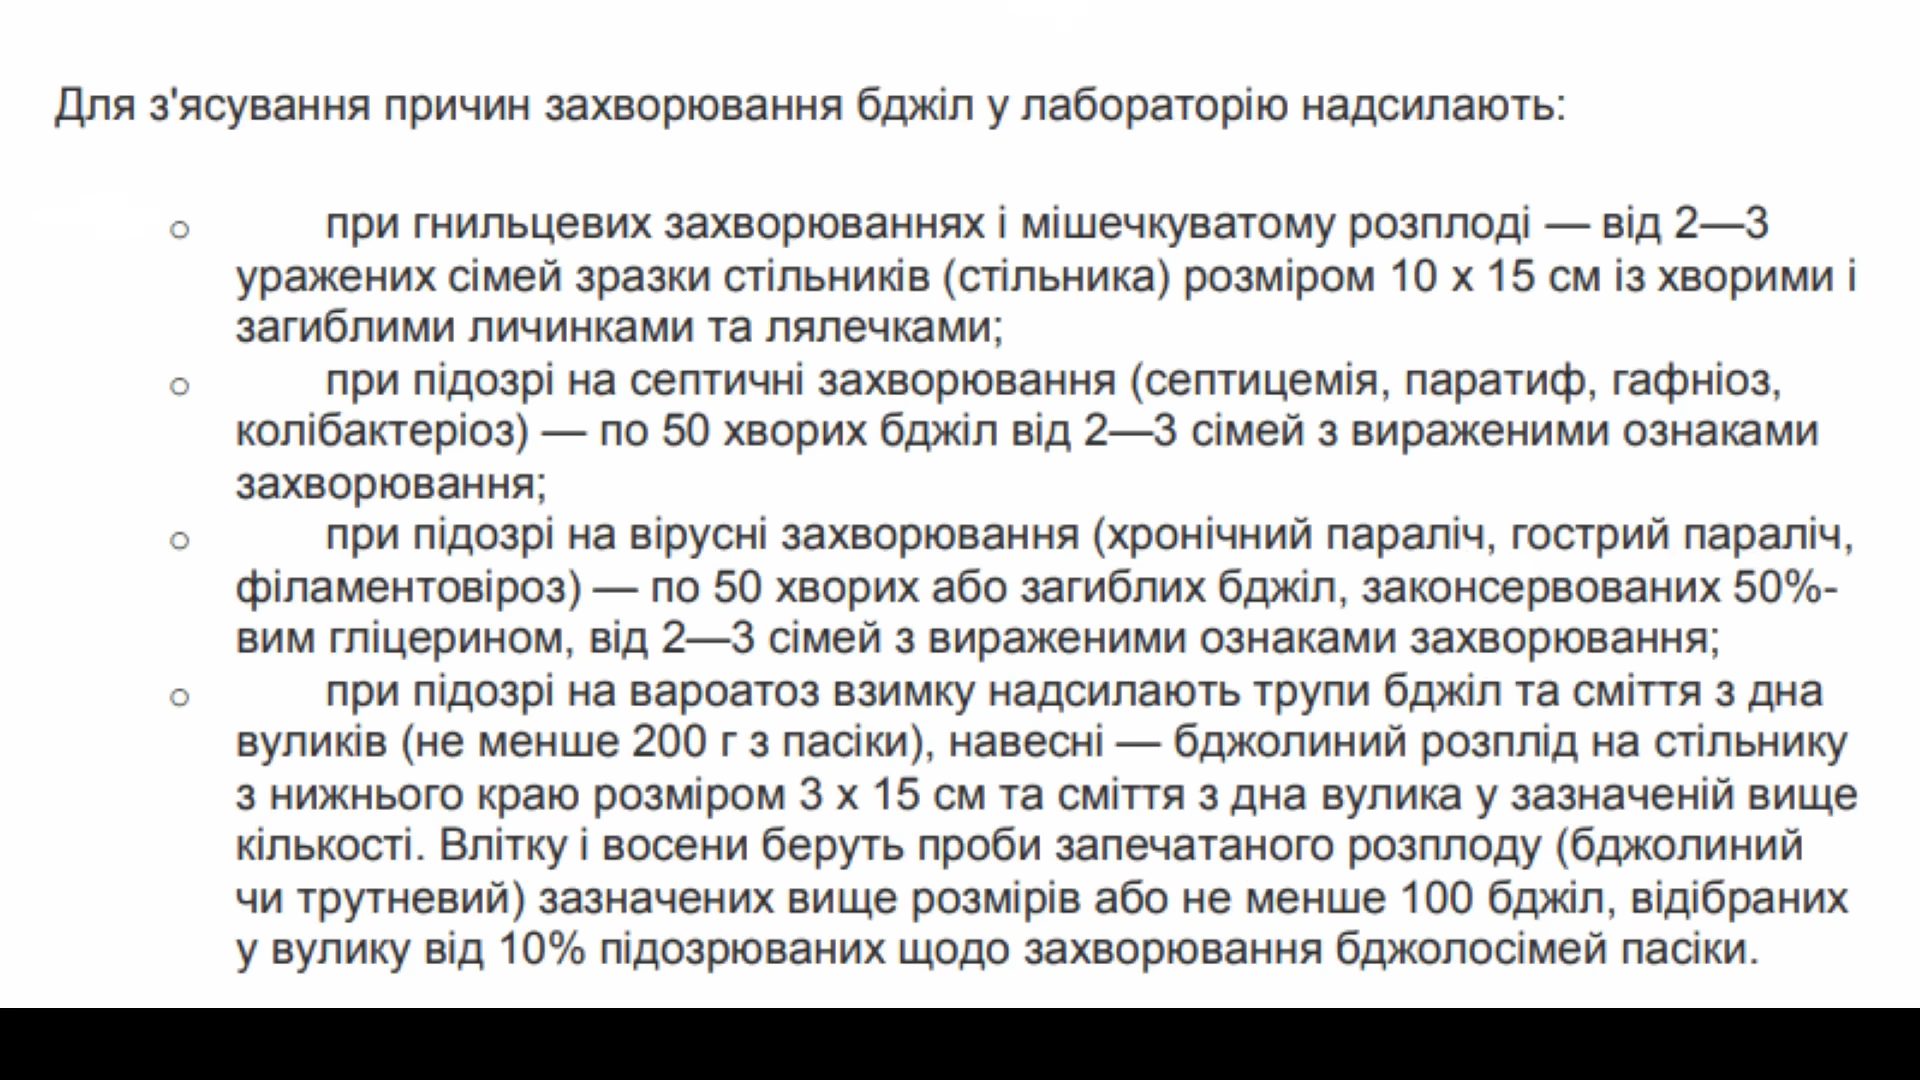 Для з'ясування причин захворювання бджіл у лабораторію надсилають:
○ при гнильцевих захворюваннях і мішечкуватому розплоді — від 2—3
уражених сімей зразки стільників (стільника) розміром 10 х 15 см із хворими і
загиблими личинками та лялечками;
○ при підозрі на септичні захворювання (септицемія, паратиф, гафніоз,
колібактеріоз) — по 50 хворих бджіл від 2—3 сімей з вираженими ознаками
захворювання;
○ при підозрі на вірусні захворювання (хронічний параліч, гострий параліч,
філаментовіроз) — по 50 хворих або загиблих бджіл, законсервованих 50%-
вим гліцерином, від 2—3 сімей з вираженими ознаками захворювання;
○ при підозрі на вароатоз взимку надсилають трупи бджіл та сміття з дна
вуликів (не менше 200 г з пасіки), навесні — бджолиний розплід на стільнику
з нижнього краю розміром 3 х 15 см та сміття з дна вулика у зазначеній вище
кількості. Влітку і восени беруть проби запечатаного розплоду (бджолиний
чи трутневий) зазначених вище розмірів або не менше 100 бджіл, відібраних
у вулику від 10% підозрюваних щодо захворювання бджолосімей пасіки.